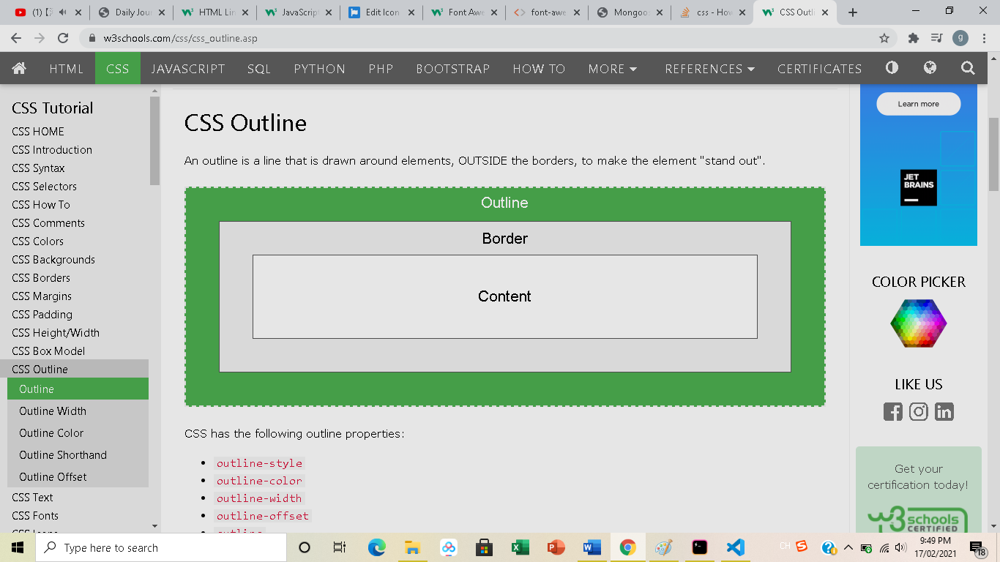 (1)
Daily Jou
HTML Lin
JavaScript
Edit Icon
Font Awe
font-awe
Mongoos
css - How
CSS Outli
w3schools.com/css/css_outline.asp
g
HTML
CSS
JAVASCRIPT
SQL
PYTHON
PHP
BOOTSTRAP
HOW TO
MORE
REFERENCES
CERTIFICATES
CSS Tutorial
CSS HOME
CSS Introduction
CSS Syntax
CSS Selectors
CSS How To
CSS Comments
CSS Colors
CSS Backgrounds
CSS Borders
CSS Margins
CSS Padding
CSS Height/Width
CSS Box Model
CSS Outline
Outline
Outline Width
Outline Color
Outline Shorthand
Outline Offset
CSS Text
CSS Fonts
CSS Icons
CSS Outline
An outline is a line that is drawn around elements, OUTSIDE the borders, to make the element "stand out".
Outline
Border
Content
CSS has the following outline properties:
outline-style
outline-color
outline-width
outline-offset
outline
Learn more
JET
BRAINS
COLOR PICKER
LIKE US
Get your
certification today!
w3schools
CERTIFIED
Type here to search
CH
9:49 PM
17/02/2021
18